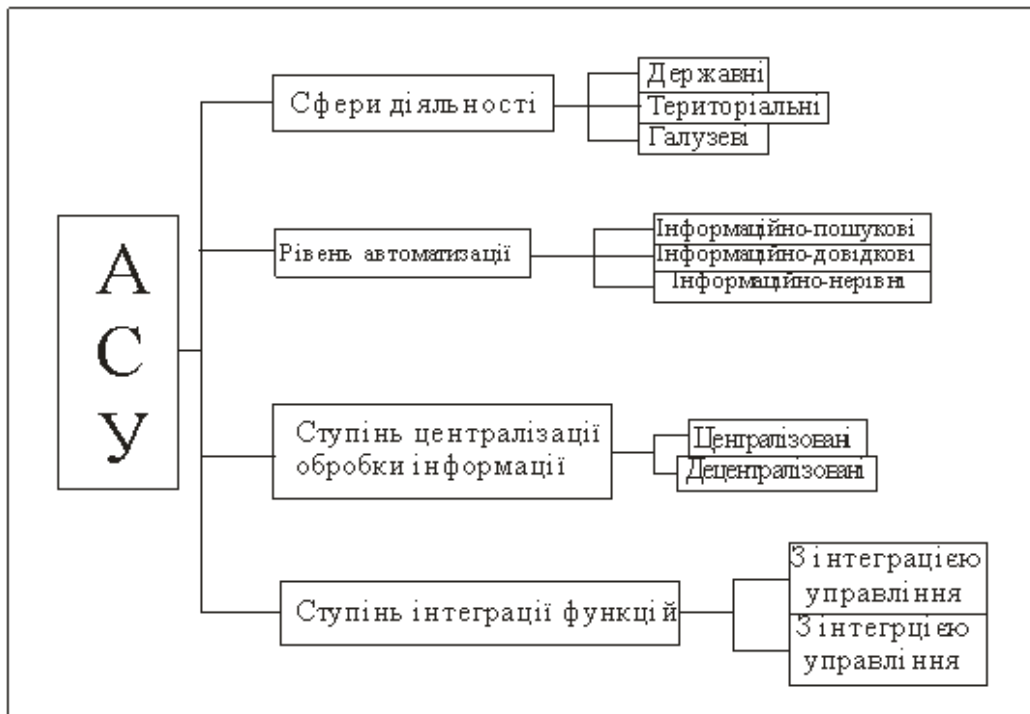 А
С
У
Сфери діяльності
Державні
Територіальні
Галузеві
Рівень автоматизації
Інформаційно-пошукові
Інформаційно-довідкові
Інформаційно-нерівні
Ступінь централізації
обробки інформації
Централізовані
Децентралізовані
Ступінь інтеграції функцій
З інтеграцією
управління
З інтегрцією
управління